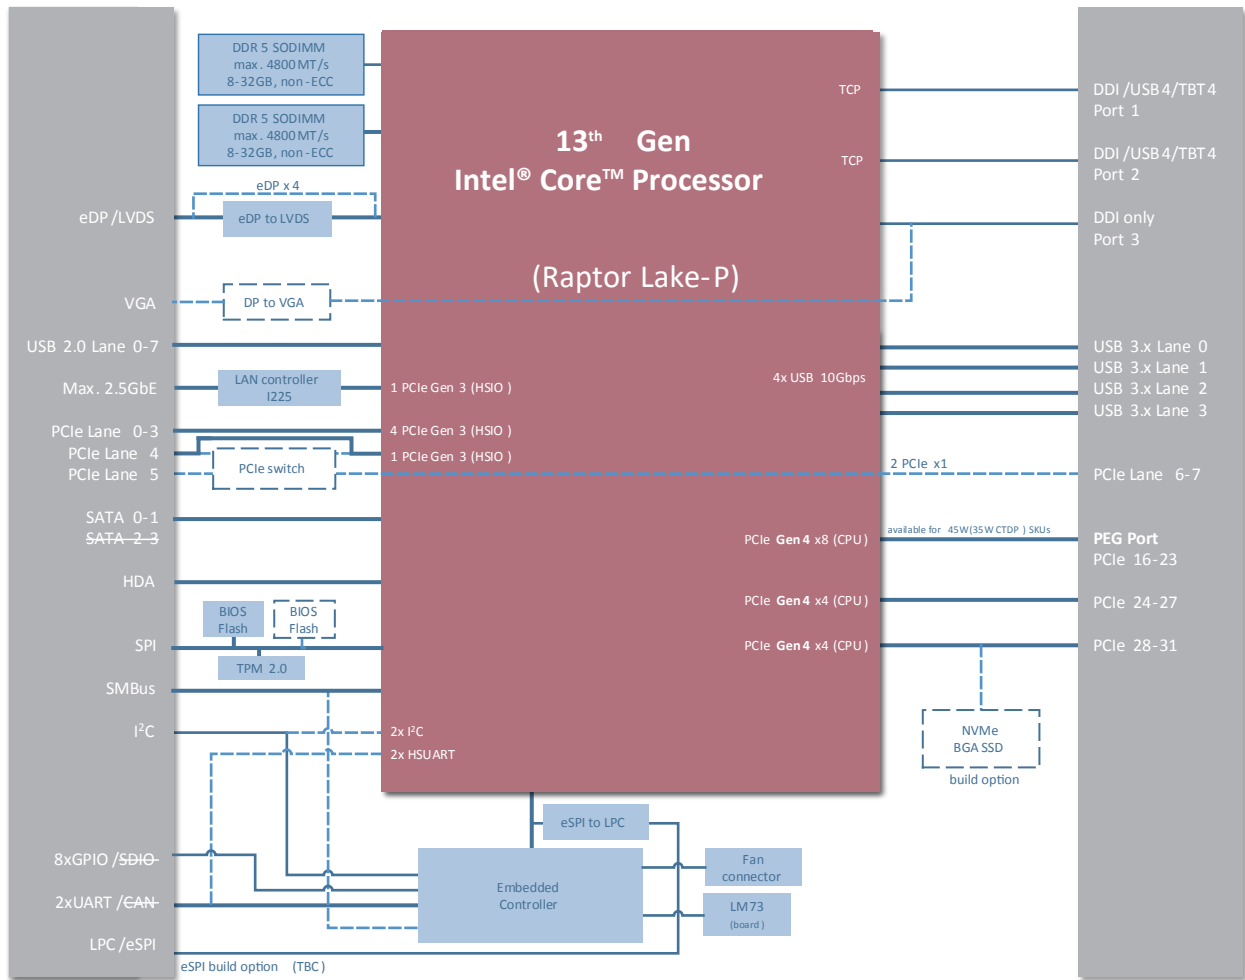 DDR 5 SODIMM
max. 4800MT/s
8-32GB, non-ECC
DDR 5 SODIMM
max. 4800MT/s
8-32GB, non-ECC
eDP x 4
eDP /LVDS
eDP to LVDS
VGA
DP to VGA
USB 2.0 Lane 0-7
Max. 2.5GbE
LAN controller
I225
1 PCIe Gen 3 (HSIO )
PCIe Lane 0-3
4 PCIe Gen 3 (HSIO )
PCIe Lane 4
1 PCIe Gen 3 (HSIO )
PCIe switch
PCIe Lane 5
SATA 0-1
SATA 2-3
HDA
BIOS
Flash
BIOS
Flash
SPI
TPM 2.0
SMBus
I²C
2x I²C
2x HSUART
13th Gen
Intel® Core™ Processor
(Raptor Lake-P)
TCP
TCP
4x USB 10Gbps
PCIe Gen4 x8 (CPU )
PCIe Gen4 x4 (CPU )
PCIe Gen4 x4 (CPU )
DDI /USB4/TBT4
Port 1
DDI /USB4/TBT4
Port 2
DDI only
Port 3
USB 3.x Lane 0
USB 3.x Lane 1
USB 3.x Lane 2
USB 3.x Lane 3
2 PCIe x1
PCIe Lane 6-7
available for 45W(35W CTDP ) SKUs
PEG Port
PCIe 16-23
PCIe 24-27
PCIe 28-31
NVMe
BGA SSD
build option
eSPI to LPC
8xGPIO /SDIO
2xUART /CAN
LPC /eSPI
Embedded
Controller
Fan
connector
LM73
(board )
eSPI build option (TBC )